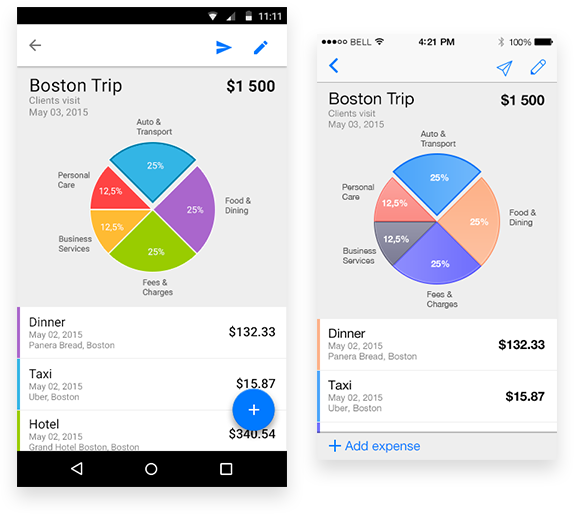 11:11
Boston Trip
$1 500
Clients visit
May 03, 2015
Auto &
Transport
25%
Personal
Care
12,5%
25%
Food &
Dining
12,5%
Business
Services
25%
Fees &
Charges
Dinner
May 02, 2015
Panera Bread, Boston
$132.33
Taxi
May 02, 2015
Uber, Boston
$15.87
+
Hotel
May 02, 2015
Grand Hotel Boston, Boston
$340.54
BELL
4:21 PM
100%
Boston Trip
$1 500
Clients visit
May 03, 2015
Auto &
Transport
25%
Personal
Care
12,5%
25%
Food &
Dining
12,5%
Business
Services
25%
Fees &
Charges
Dinner
May 02, 2015
Panera Bread, Boston
$132.33
Taxi
May 02, 2015
Uber, Boston
$15.87
+ Add expense